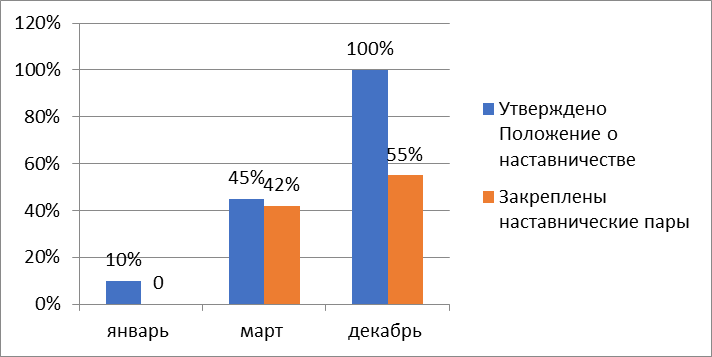 120%
100%
80%
60%
40%
20%
0%
10%
0
45%
42%
100%
55%
январь
март
декабрь
Утверждено
Положение о
наставничестве
Закреплены
наставнические пары